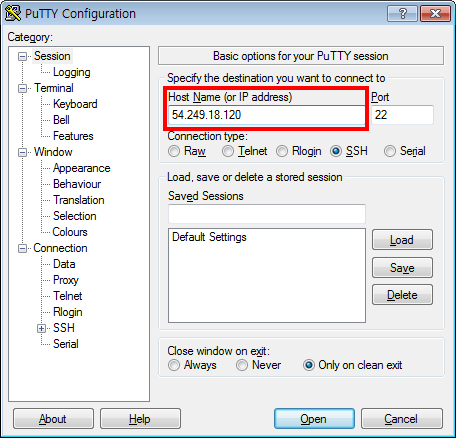 PuTTY Configuration
Category:
Session
Logging
Terminal
Keyboard
Bell
Features
Window
Appearance
Behaviour
Translation
Selection
Colours
Connection
Data
Proxy
Telnet
Rlogin
SSH
Serial
Basic options for your PuTTY session
Specify the destination you want to connect to
Host Name (or IP address) Port
54.249.18.120 22
Connection type:
Raw Telnet Rlogin SSH Serial
Load, save or delete a stored session
Saved Sessions
Default Settings
Load
Save
Delete
Close window on exit:
Always Never Only on clean exit
About Help Open Cancel